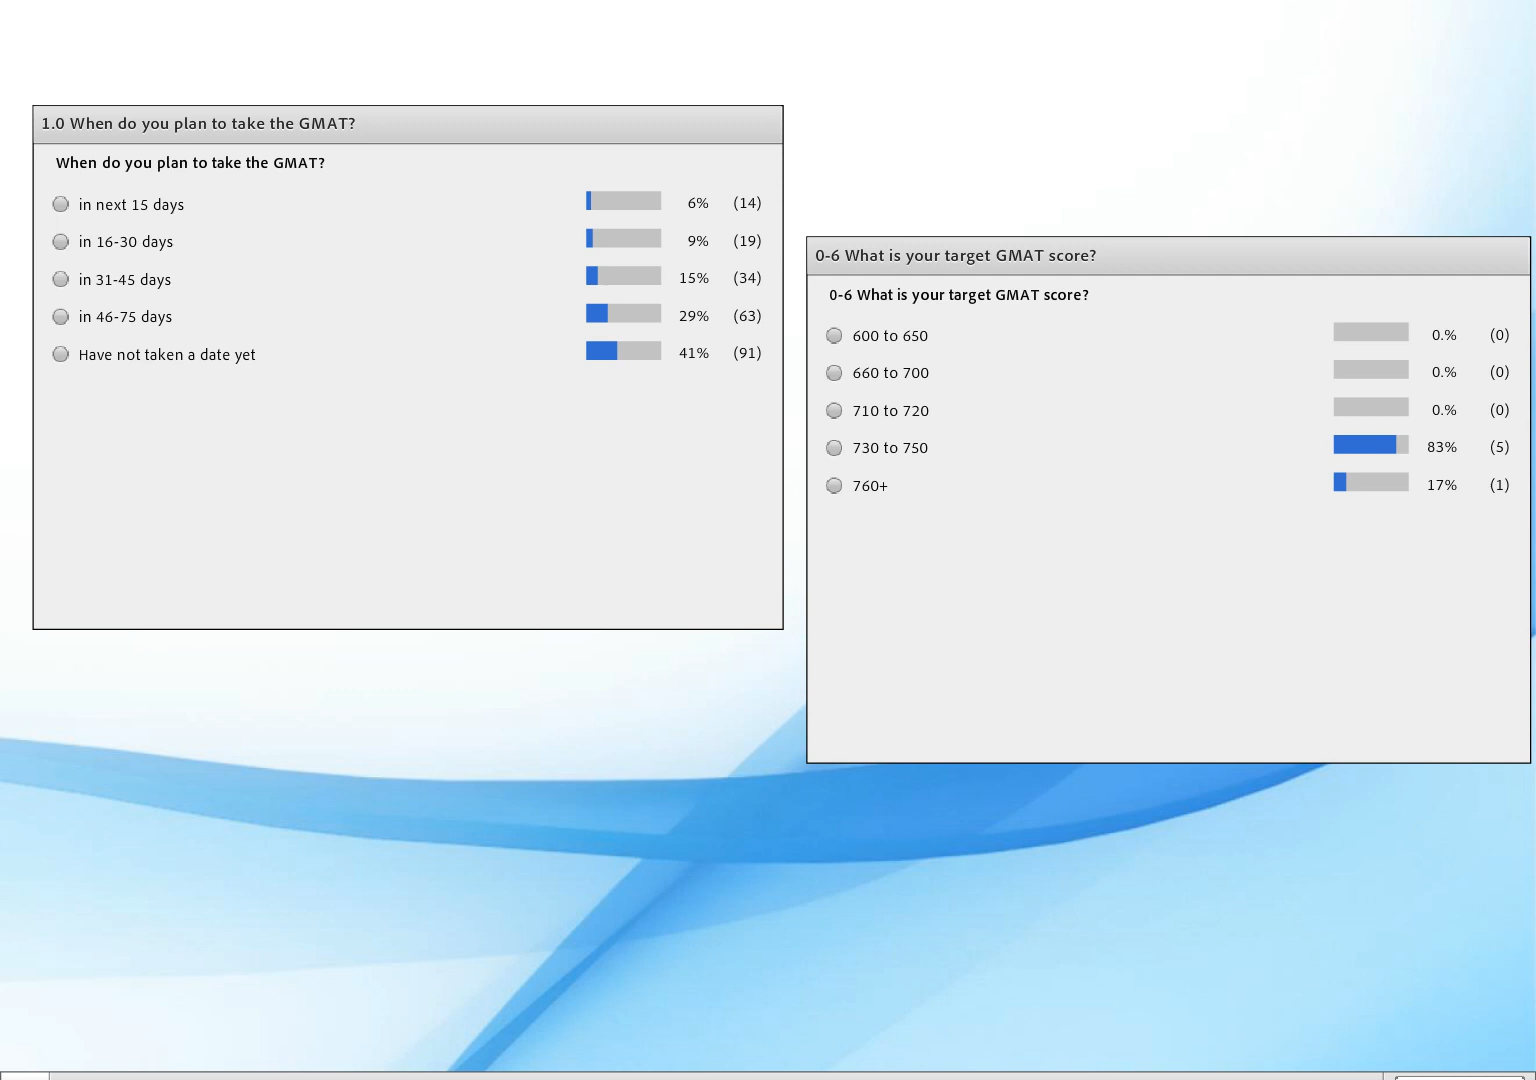 1.0 When do you plan to take the GMAT?
When do you plan to take the GMAT?
in next 15 days 6% (14)
in 16-30 days 9% (19)
in 31-45 days 15% (34)
in 46-75 days 29% (63)
Have not taken a date yet 41% (91)
0-6 What is your target GMAT score?
0-6 What is your target GMAT score?
600 to 650 0.% (0)
660 to 700 0.% (0)
710 to 720 0.% (0)
730 to 750 83% (5)
760+ 17% (1)